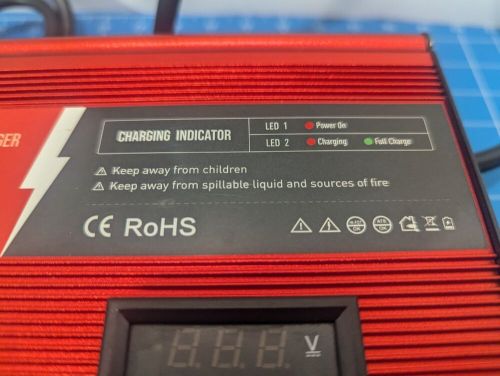 GER
CHARGING INDICATOR
LED 1 Power On
LED 2 Charging Full Charge
Keep away from children
Keep away from spillable liquid and sources of fire
CE RoHS
V